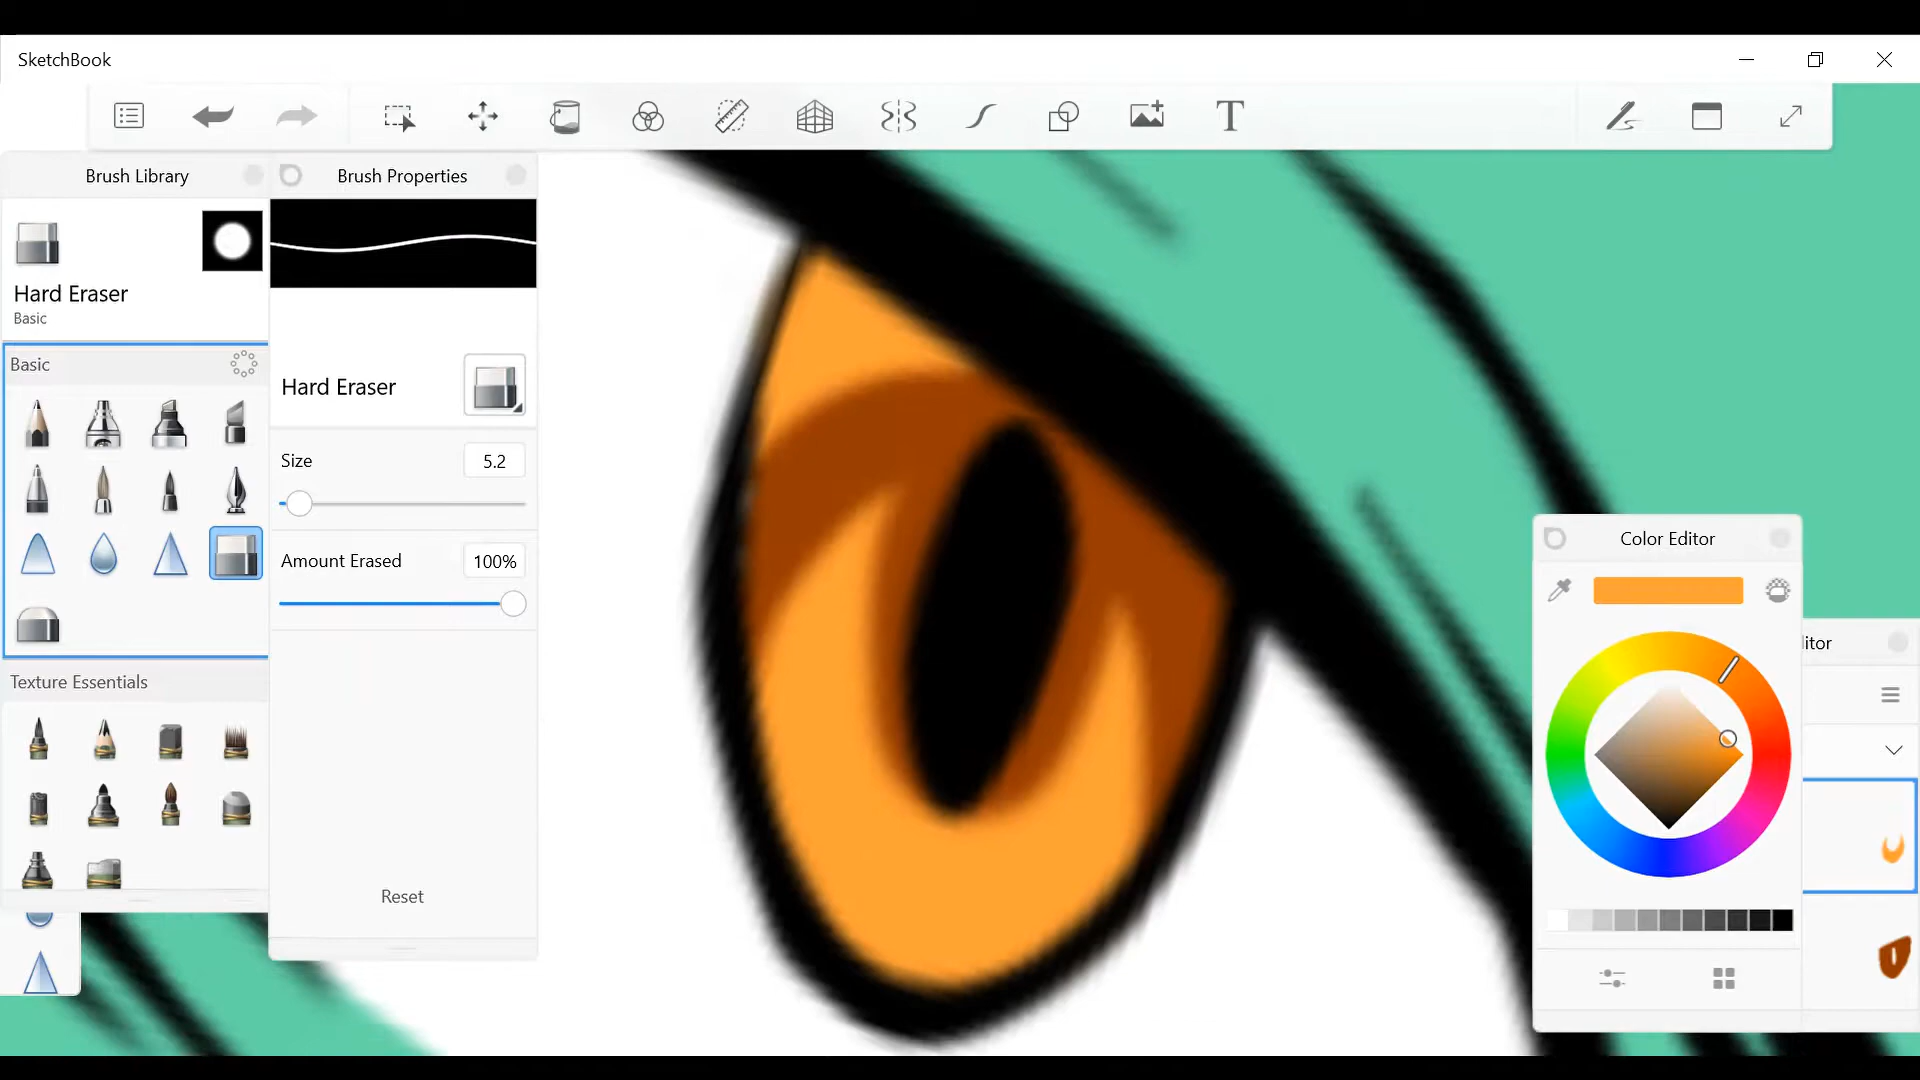 SketchBook
T
Brush Library
Brush Properties
Hard Eraser
Basic
Basic
Hard Eraser
Size
5.2
Amount Erased
100%
Texture Essentials
Reset
Color Editor
itor